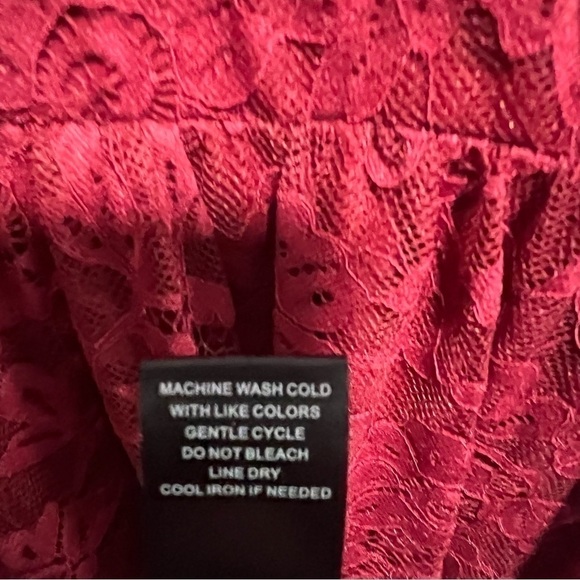 MACHINE WASH COLD
WITH LIKE COLORS
GENTLE CYCLE
DO NOT BLEACH
LINE DRY
COOL IRON IF NEEDED